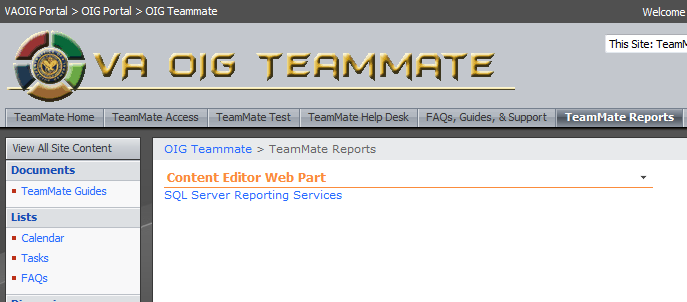 VAOIG Portal > OIG Portal > OIG Teammate
Welcome
VA OIG TEAMMATE
This Site: TeamM
TeamMate Home
TeamMate Access
TeamMate Test
TeamMate Help Desk
FAQs, Guides, & Support
TeamMate Reports
View All Site Content
Documents
TeamMate Guides
Lists
Calendar
Tasks
FAQs
OIG Teammate > TeamMate Reports
Content Editor Web Part
SQL Server Reporting Services